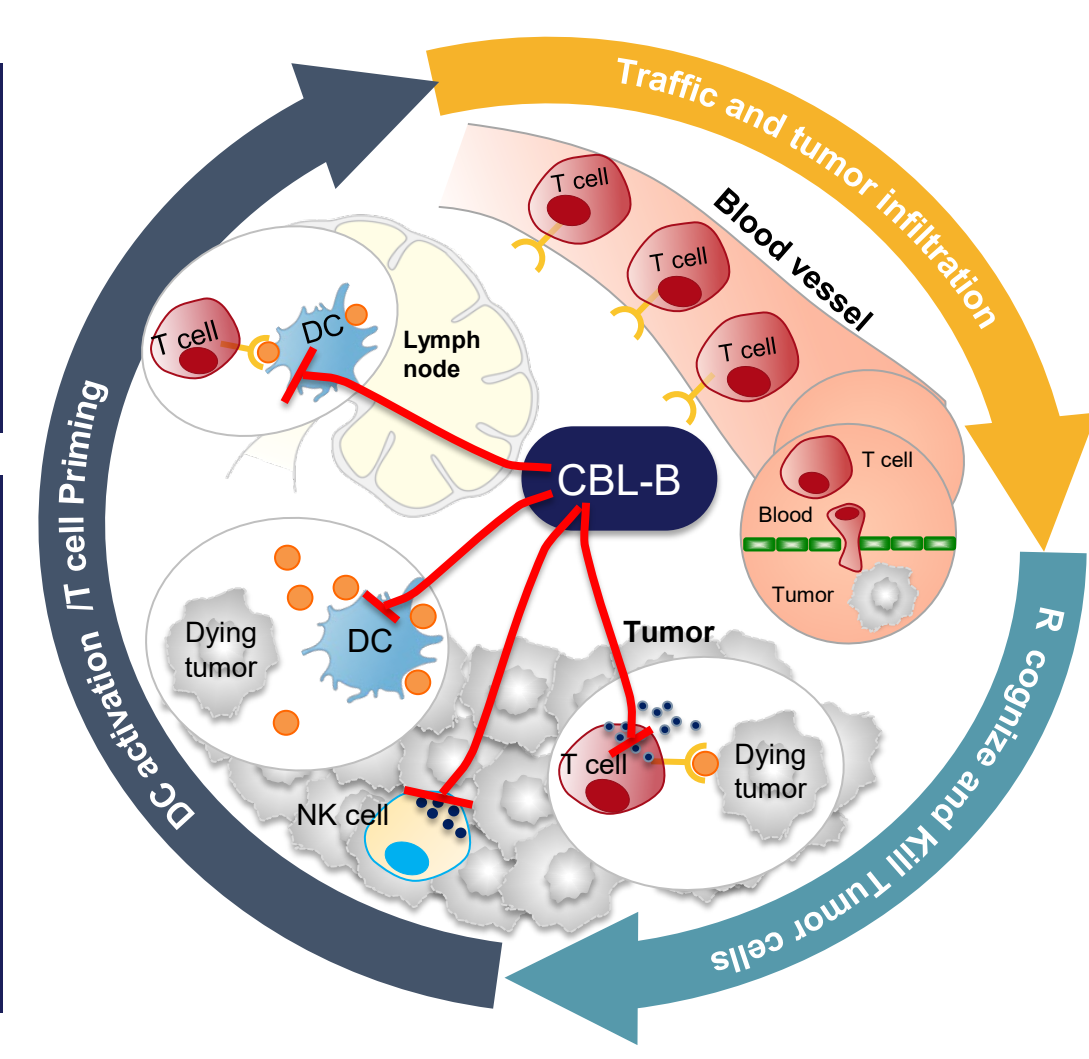 Traffic and tumor infiltration
T cell
T cell
T cell
Blood vessel
T cell
DC
Lymph
node
CBL-B
T cell
Blood
Tumor
DC activation /T cell Priming
Dying
tumor
DC
Tumor
T cell
Dying
tumor
NK cell
R cognize and Kill Tumor cells